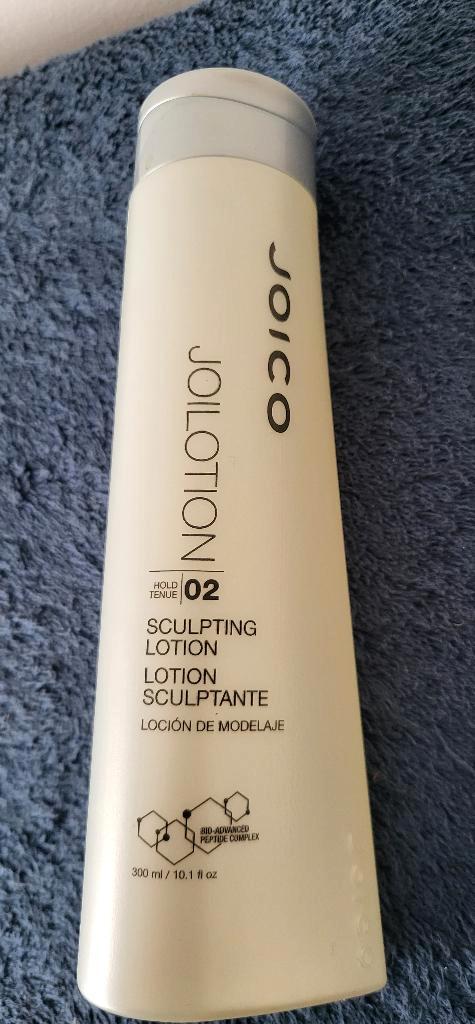 JOICO
JOILOTION
HOLD
TENUE
02
SCULPTING
LOTION
LOTION
SCULPTANTE
LOCIÓN DE MODELAJE
BIO-ADVANCED
PEPTIDE COMPLEX
300 ml / 10.1 fl oz
JOICO